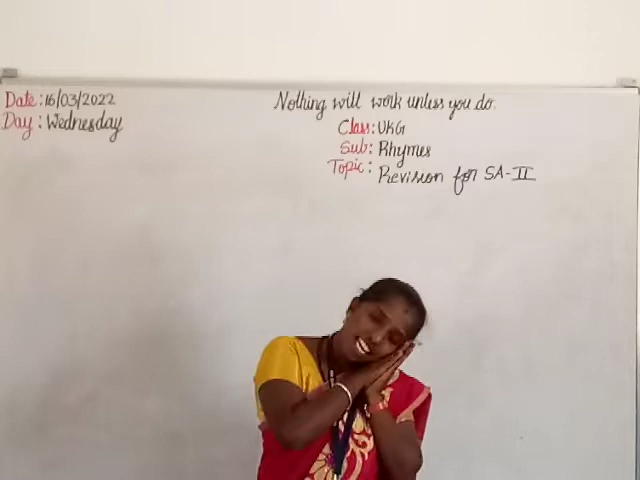 Date: 16/03/2022
Day: Wednesday
Nothing will work unless you do.
Class: UKG
Sub: Rhymes
Topic: Revision for SA-II